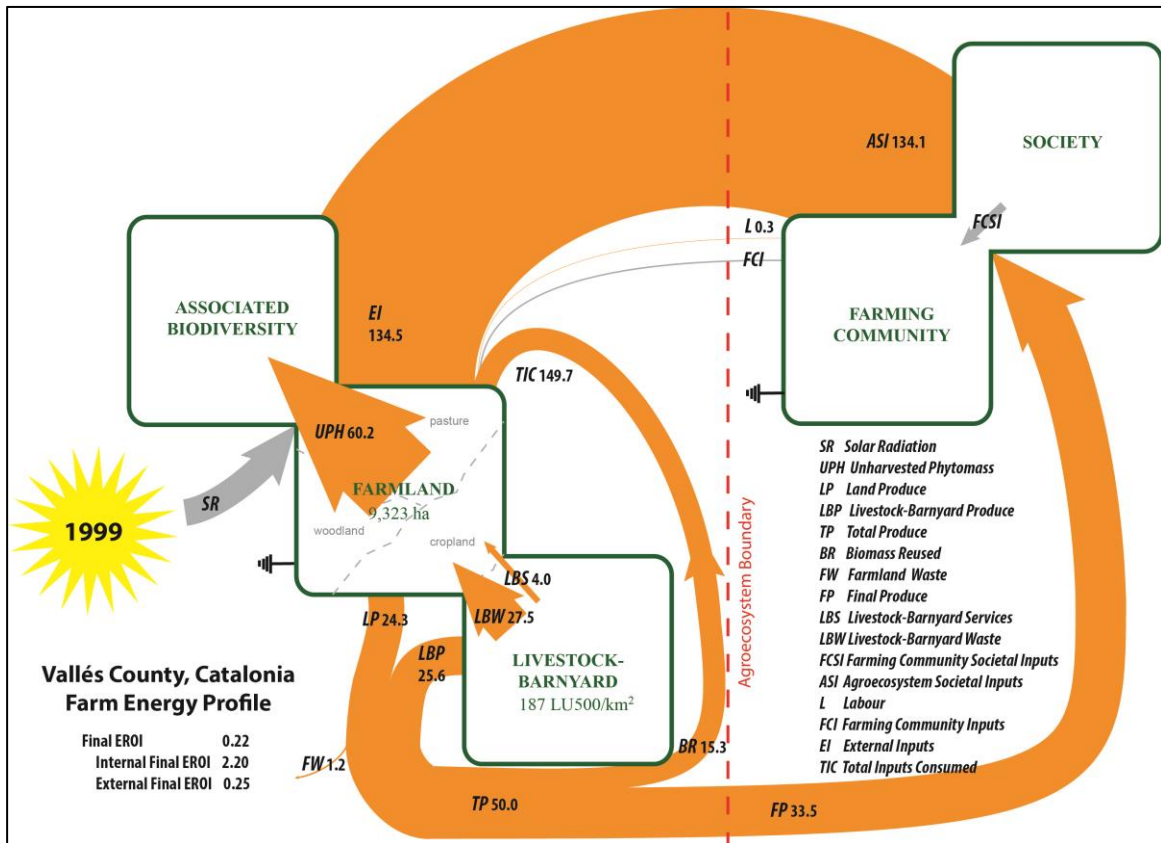 ASI 134.1
SOCIETY
L 0.3
FCSI
FCI
ASSOCIATED
BIODIVERSITY
EI
134.5
FARMING
COMMUNITY
TIC 149.7
UPH 60.2
pasture
SR
1999
FARMLAND
9,323 ha
woodland
cropland
LBS 4.0
LP 24.3
LBW 27.5
LBP
25.6
LIVESTOCK-
BARNYARD
187 LU500/km²
Agroecosystem Boundary
SR Solar Radiation
UPH Unharvested Phytomass
LP Land Produce
LBP Livestock-Barnyard Produce
TP Total Produce
BR Biomass Reused
FW Farmland Waste
FP Final Produce
LBS Livestock-Barnyard Services
LBW Livestock-Barnyard Waste
FCSI Farming Community Societal Inputs
ASI Agroecosystem Societal Inputs
L Labour
FCI Farming Community Inputs
EI External Inputs
TIC Total Inputs Consumed
Vallés County, Catalonia
Farm Energy Profile
Final EROI 0.22
Internal Final EROI 2.20
External Final EROI 0.25
FW 1.2
BR 15.3
TP 50.0
FP 33.5